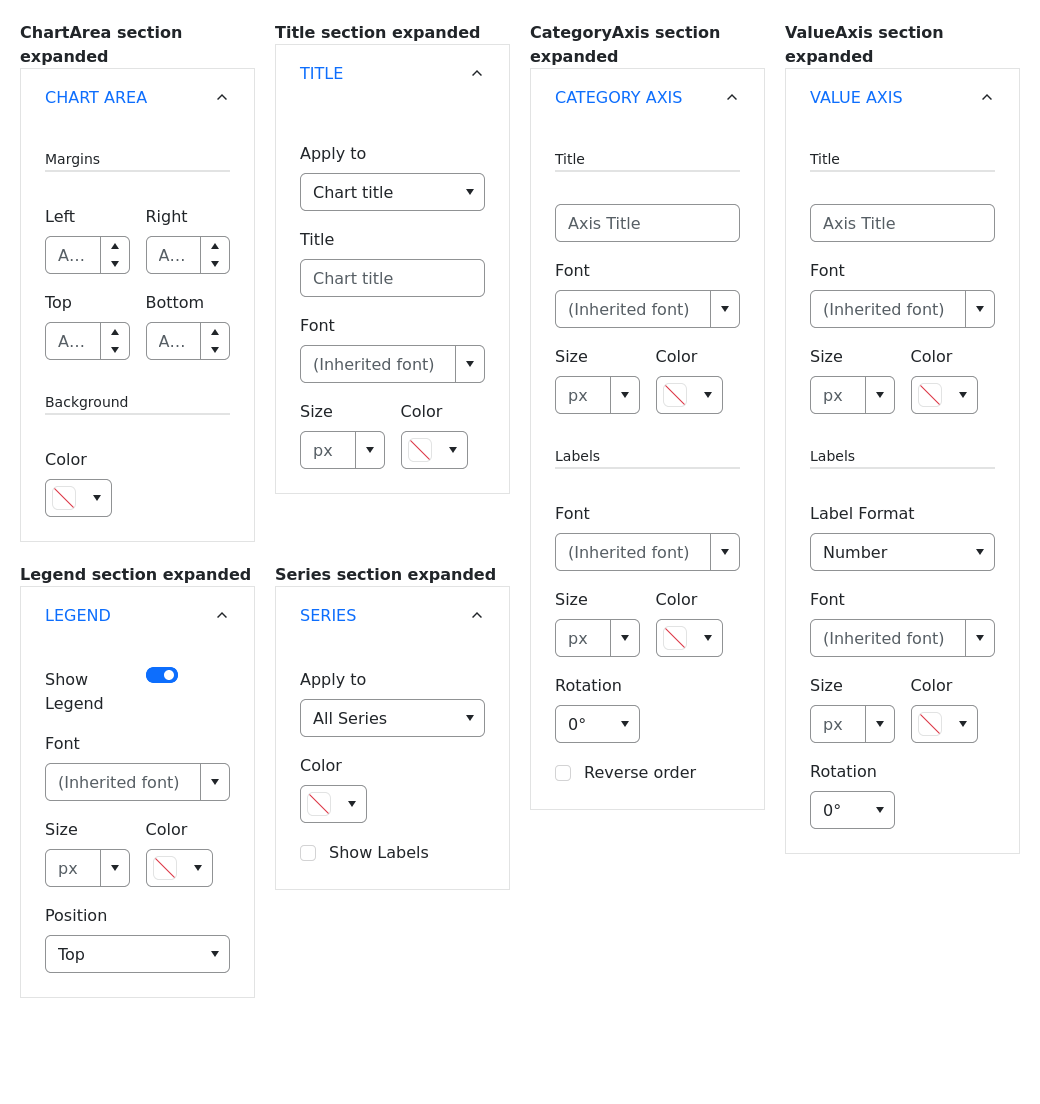 ChartArea section
expanded
CHART AREA
Margins
Left Right
A... A...
Top Bottom
A... A...
Background
Color
Title section expanded
TITLE
Apply to
Chart title
Title
Chart title
Font
(Inherited font)
Size Color
px
CategoryAxis section
expanded
CATEGORY AXIS
Title
Axis Title
Font
(Inherited font)
Size Color
px
Labels
Font
(Inherited font)
Size Color
px
Rotation
0°
Reverse order
ValueAxis section
expanded
VALUE AXIS
Title
Axis Title
Font
(Inherited font)
Size Color
px
Labels
Label Format
Number
Font
(Inherited font)
Size Color
px
Rotation
0°
Legend section expanded
LEGEND
Show
Legend
Font
(Inherited font)
Size Color
px
Position
Top
Series section expanded
SERIES
Apply to
All Series
Color
Show Labels